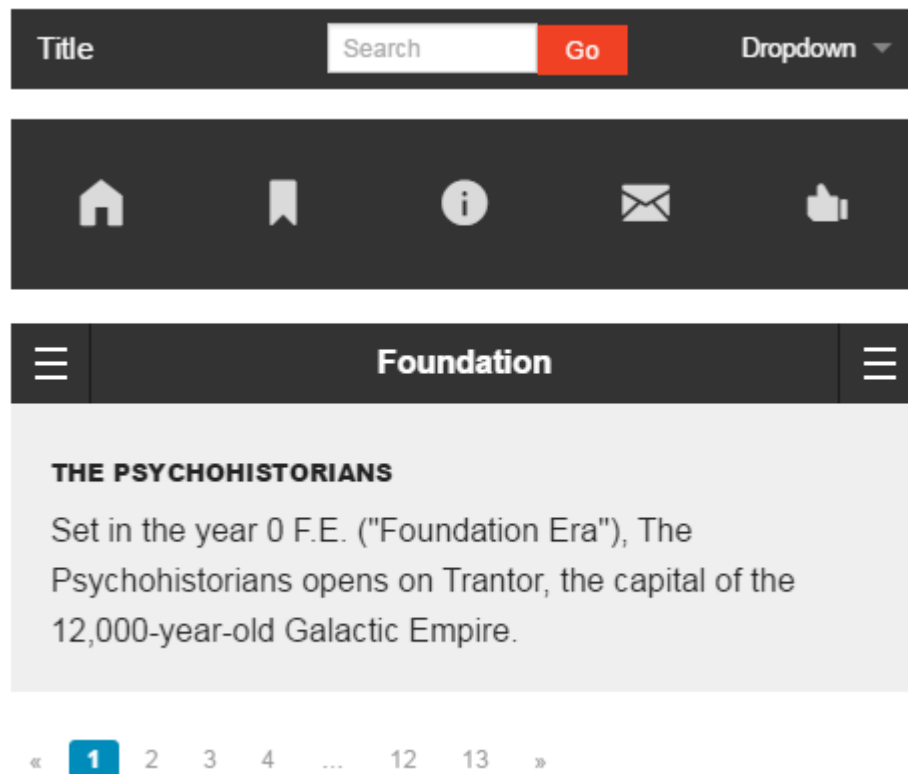 Title Search Go Dropdown
Foundation
THE PSYCHOHISTORIANS
Set in the year 0 F.E. ("Foundation Era"), The
Psychohistorians opens on Trantor, the capital of the
12,000-year-old Galactic Empire.
« 1 2 3 4 ... 12 13 »